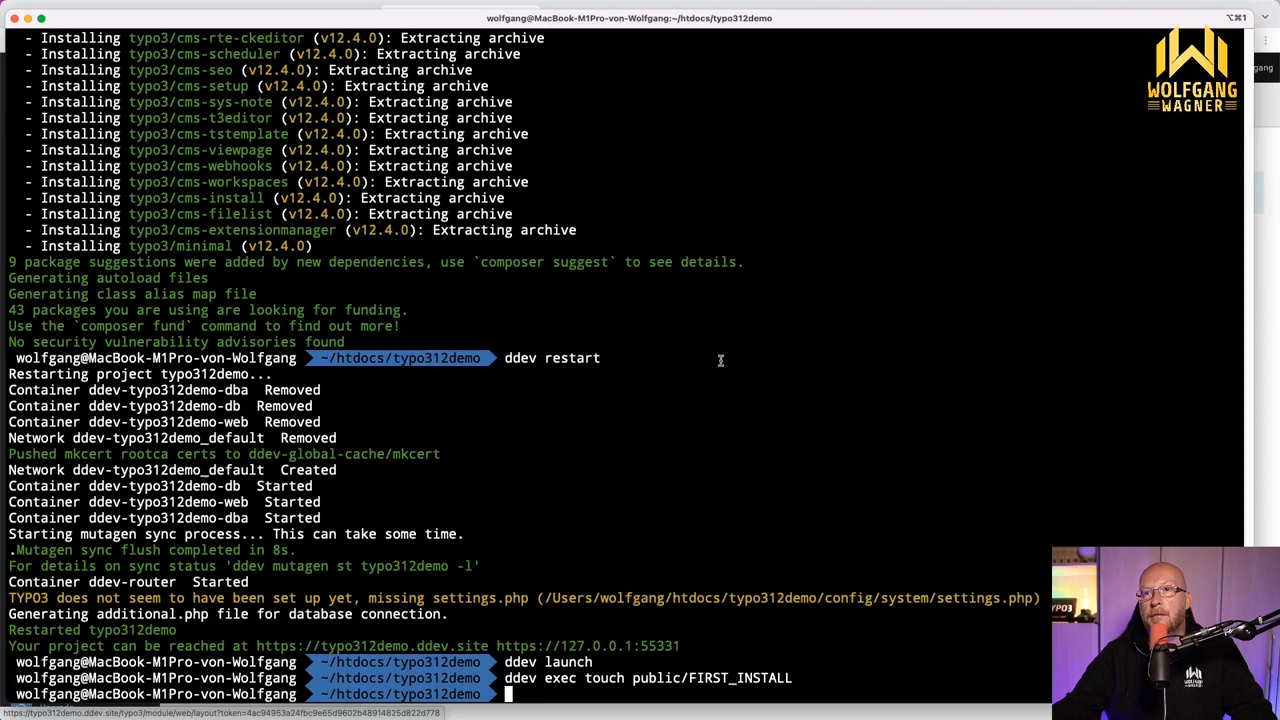 wolfgang@MacBook-M1Pro-von-Wolfgang:~/htdocs/typo312demo
⌥⌘1
- Installing typo3/cms-rte-ckeditor (v12.4.0): Extracting archive
- Installing typo3/cms-scheduler (v12.4.0): Extracting archive
- Installing typo3/cms-seo (v12.4.0): Extracting archive
- Installing typo3/cms-setup (v12.4.0): Extracting archive
- Installing typo3/cms-sys-note (v12.4.0): Extracting archive
- Installing typo3/cms-t3editor (v12.4.0): Extracting archive
- Installing typo3/cms-tstemplate (v12.4.0): Extracting archive
- Installing typo3/cms-viewpage (v12.4.0): Extracting archive
- Installing typo3/cms-webhooks (v12.4.0): Extracting archive
- Installing typo3/cms-workspaces (v12.4.0): Extracting archive
- Installing typo3/cms-install (v12.4.0): Extracting archive
- Installing typo3/cms-filelist (v12.4.0): Extracting archive
- Installing typo3/cms-extensionmanager (v12.4.0): Extracting archive
- Installing typo3/minimal (v12.4.0)
9 package suggestions were added by new dependencies, use `composer suggest` to see details.
Generating autoload files
Generating class alias map file
43 packages you are using are looking for funding.
Use the `composer fund` command to find out more!
No security vulnerability advisories found
wolfgang@MacBook-M1Pro-von-Wolfgang ~/htdocs/typo312demo ddev restart
Restarting project typo312demo...
Container ddev-typo312demo-dba Removed
Container ddev-typo312demo-db Removed
Container ddev-typo312demo-web Removed
Network ddev-typo312demo_default Removed
Pushed mkcert rootca certs to ddev-global-cache/mkcert
Network ddev-typo312demo_default Created
Container ddev-typo312demo-db Started
Container ddev-typo312demo-web Started
Container ddev-typo312demo-dba Started
Starting mutagen sync process... This can take some time.
.Mutagen sync flush completed in 8s.
For details on sync status 'ddev mutagen st typo312demo -l'
Container ddev-router Started
TYPO3 does not seem to have been set up yet, missing settings.php (/Users/wolfgang/htdocs/typo312demo/config/system/settings.php)
Generating additional.php file for database connection.
Restarted typo312demo
Your project can be reached at https://typo312demo.ddev.site https://127.0.0.1:55331
wolfgang@MacBook-M1Pro-von-Wolfgang ~/htdocs/typo312demo ddev launch
wolfgang@MacBook-M1Pro-von-Wolfgang ~/htdocs/typo312demo ddev exec touch public/FIRST_INSTALL
wolfgang@MacBook-M1Pro-von-Wolfgang ~/htdocs/typo312demo
https://typo312demo.ddev.site/typo3/module/web/layout?token=4ac94953a24fbc9e65d9602b48914825d822d778
WOLFGANG
WAGNER
gang
TYPO3